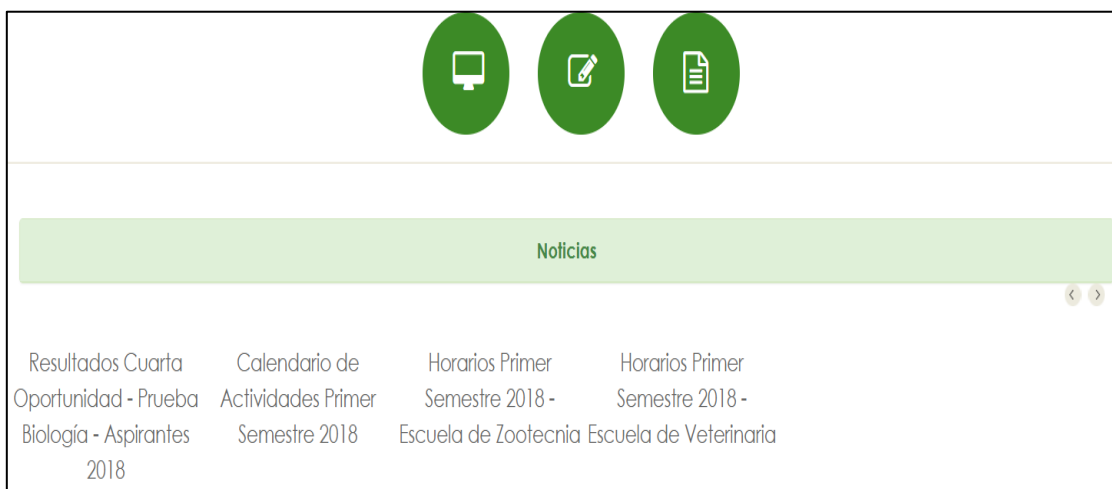 Noticias
Resultados Cuarta
Oportunidad - Prueba
Biología - Aspirantes
2018
Calendario de
Actividades Primer
Semestre 2018
Horarios Primer
Semestre 2018 -
Escuela de Zootecnia
Horarios Primer
Semestre 2018 -
Escuela de Veterinaria